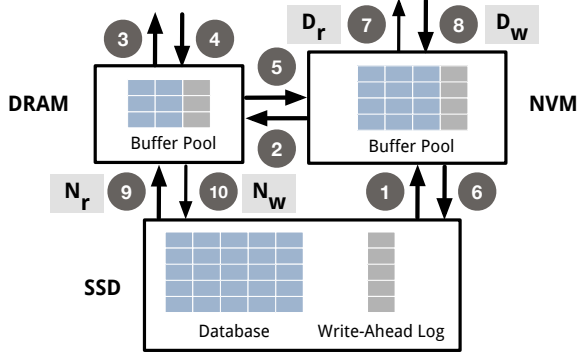 3 4 Dr 7 8 Dw
5
DRAM NVM
Buffer Pool Buffer Pool
2
Nr 9 10 Nw 1 6
SSD
Database Write-Ahead Log